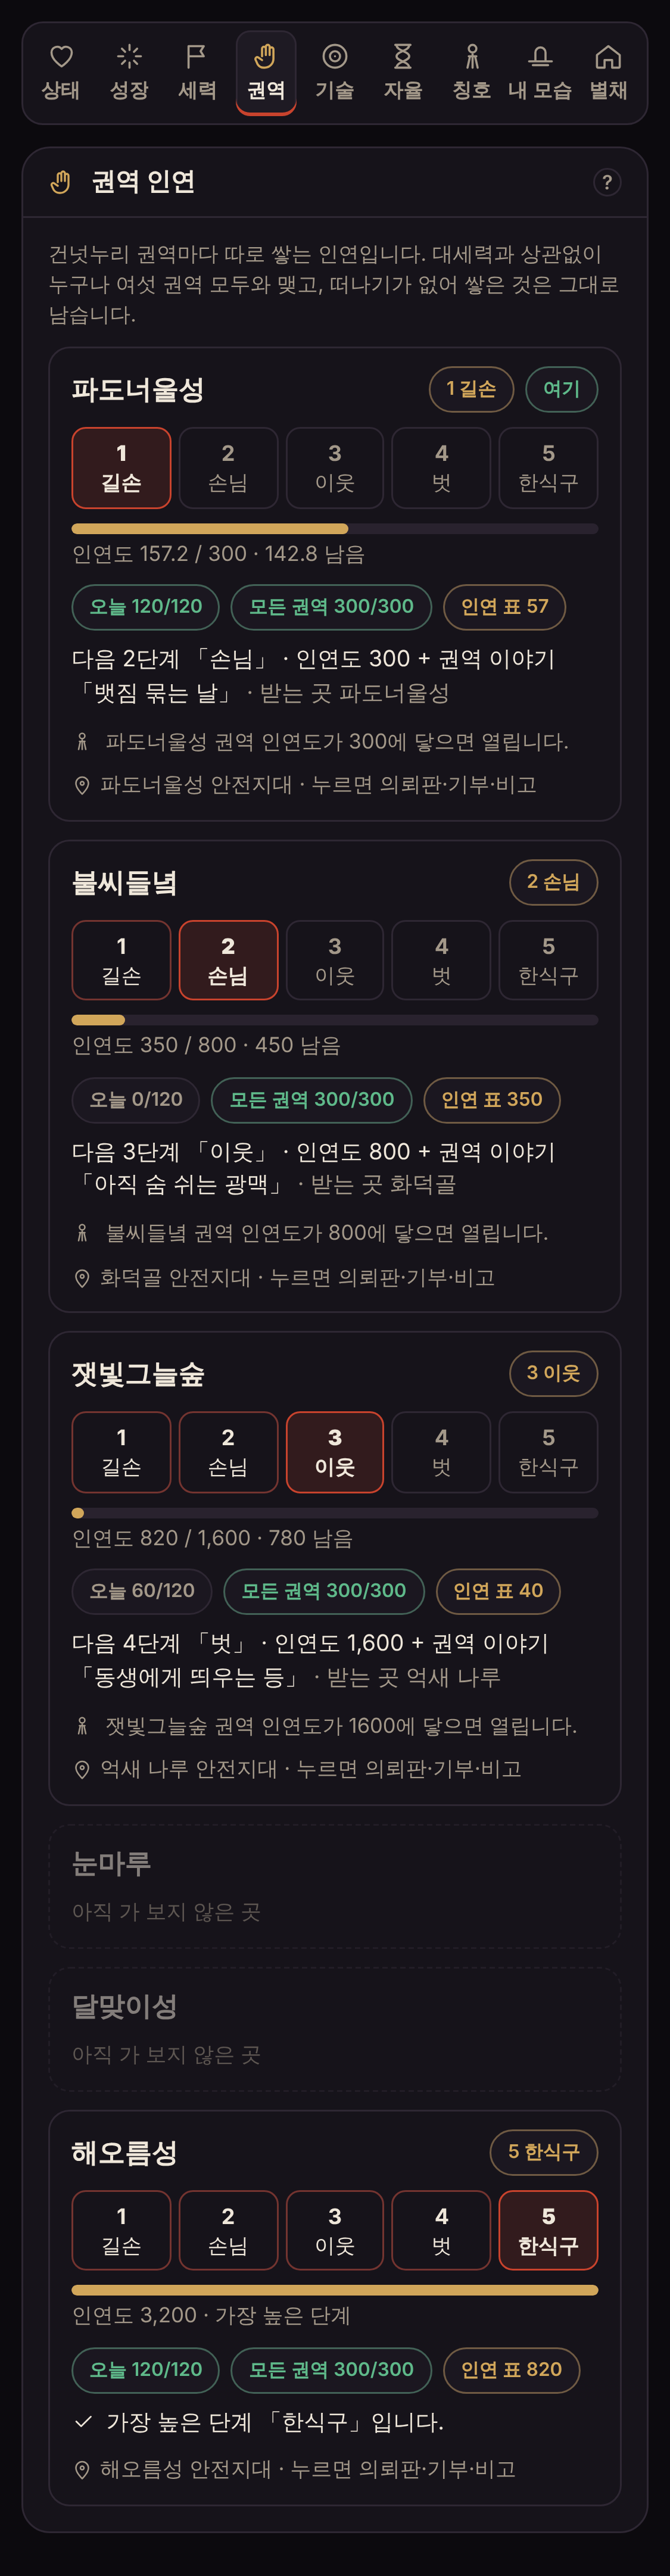 상태 성장 세력 권역 기술 자율 칭호 내 모습 별채
권역 인연 ?
건넛누리 권역마다 따로 쌓는 인연입니다. 대세력과 상관없이
누구나 여섯 권역 모두와 맺고, 떠나기가 없어 쌓은 것은 그대로
남습니다.
파도너울성 1 길손 여기
1 2 3 4 5
길손 손님 이웃 벗 한식구
인연도 157.2 / 300 · 142.8 남음
오늘 120/120 모든 권역 300/300 인연 표 57
다음 2단계 「손님」 · 인연도 300 + 권역 이야기
「뱃짐 묶는 날」 · 받는 곳 파도너울성
파도너울성 권역 인연도가 300에 닿으면 열립니다.
파도너울성 안전지대 · 누르면 의뢰판·기부·비고
불씨들녘 2 손님
1 2 3 4 5
길손 손님 이웃 벗 한식구
인연도 350 / 800 · 450 남음
오늘 0/120 모든 권역 300/300 인연 표 350
다음 3단계 「이웃」 · 인연도 800 + 권역 이야기
「아직 숨 쉬는 광맥」 · 받는 곳 화덕골
불씨들녘 권역 인연도가 800에 닿으면 열립니다.
화덕골 안전지대 · 누르면 의뢰판·기부·비고
잿빛그늘숲 3 이웃
1 2 3 4 5
길손 손님 이웃 벗 한식구
인연도 820 / 1,600 · 780 남음
오늘 60/120 모든 권역 300/300 인연 표 40
다음 4단계 「벗」 · 인연도 1,600 + 권역 이야기
「동생에게 띄우는 등」 · 받는 곳 억새 나루
잿빛그늘숲 권역 인연도가 1600에 닿으면 열립니다.
억새 나루 안전지대 · 누르면 의뢰판·기부·비고
눈마루
아직 가 보지 않은 곳
달맞이성
아직 가 보지 않은 곳
해오름성 5 한식구
1 2 3 4 5
길손 손님 이웃 벗 한식구
인연도 3,200 · 가장 높은 단계
오늘 120/120 모든 권역 300/300 인연 표 820
가장 높은 단계 「한식구」입니다.
해오름성 안전지대 · 누르면 의뢰판·기부·비고